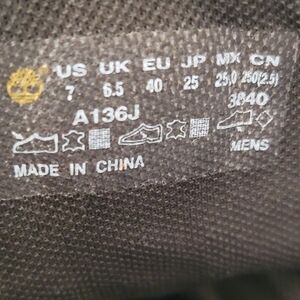 US UK EU JP MX CN
7 6.5 40 25 25.0 250(2.5)
A136J 3840
MENS
MADE IN CHINA